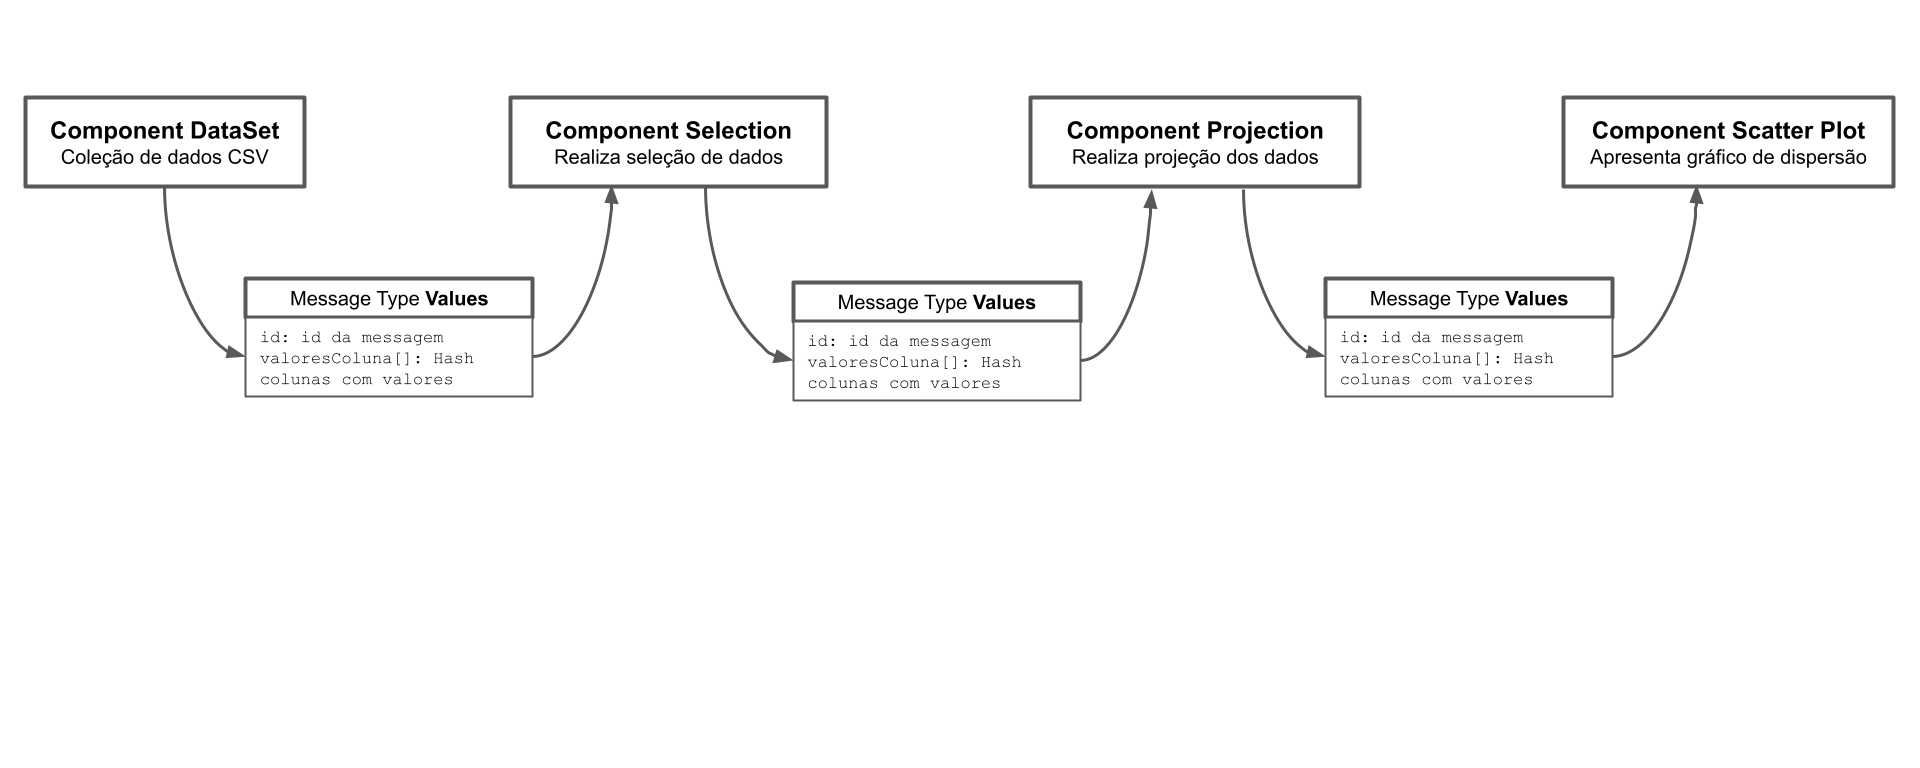 Component DataSet
Coleção de dados CSV
Component Selection
Realiza seleção de dados
Component Projection
Realiza projeção dos dados
Component Scatter Plot
Apresenta gráfico de dispersão
Message Type Values
id: id da messagem
valoresColuna[]: Hash
colunas com valores
Message Type Values
id: id da messagem
valoresColuna[]: Hash
colunas com valores
Message Type Values
id: id da messagem
valoresColuna[]: Hash
colunas com valores